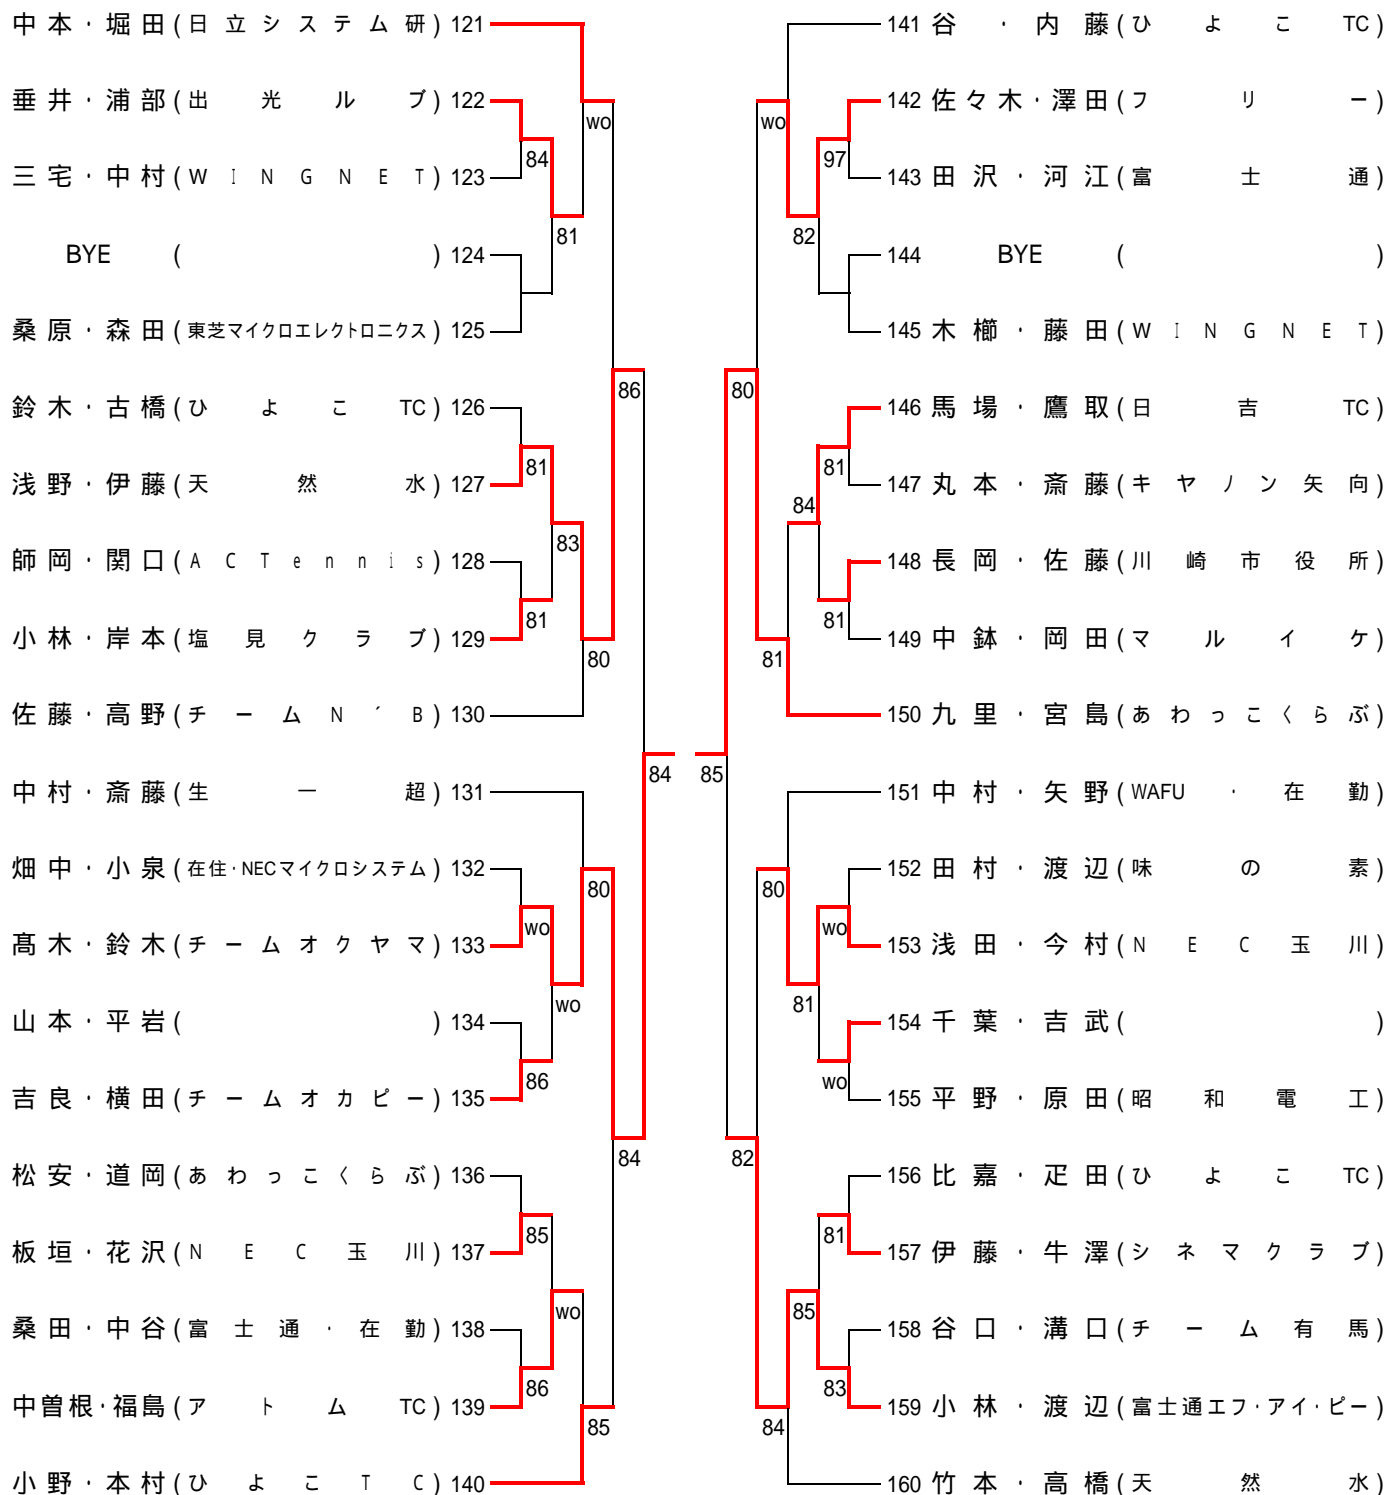 中本・堀田(日立システム研) 121
垂井・浦部(出光ルブ) 122
wo
84
三宅・中村(WINGNET) 123
81
BYE ( ) 124
桑原・森田(東芝マイクロエレクトロニクス) 125
86
鈴木・古橋(ひよこTC) 126
81
浅野・伊藤(天然水) 127
83
師岡・関口(ACTennis) 128
81
小林・岸本(塩見クラブ) 129
80
佐藤・高野(チームN´B) 130
84
中村・斎藤(生一超) 131
畑中・小泉(在住・NECマイクロシステム) 132
80
wo
髙木・鈴木(チームオクヤマ) 133
wo
山本・平岩( ) 134
86
吉良・横田(チームオカピー) 135
84
松安・道岡(あわっこくらぶ) 136
85
板垣・花沢(NEC玉川) 137
wo
桑田・中谷(富士通・在勤) 138
86
中曽根・福島(アトムTC) 139
85
小野・本村(ひよこTC) 140
141 谷・内藤(ひよこTC)
142 佐々木・澤田(フリー)
wo
97
143 田沢・河江(富士通)
82
144 BYE ( )
145 木櫛・藤田(WINGNET)
80
146 馬場・鷹取(日吉TC)
81
147 丸本・斎藤(キヤノン矢向)
84
148 長岡・佐藤(川崎市役所)
81
149 中鉢・岡田(マルイケ)
81
150 九里・宮島(あわっこくらぶ)
85
151 中村・矢野(WAFU・在勤)
152 田村・渡辺(味の素)
80
wo
153 浅田・今村(NEC玉川)
81
154 千葉・吉武( )
wo
155 平野・原田(昭和電工)
82
156 比嘉・疋田(ひよこTC)
81
157 伊藤・牛澤(シネマクラブ)
85
158 谷口・溝口(チーム有馬)
83
159 小林・渡辺(富士通エフ・アイ・ピー)
84
160 竹本・高橋(天然水)